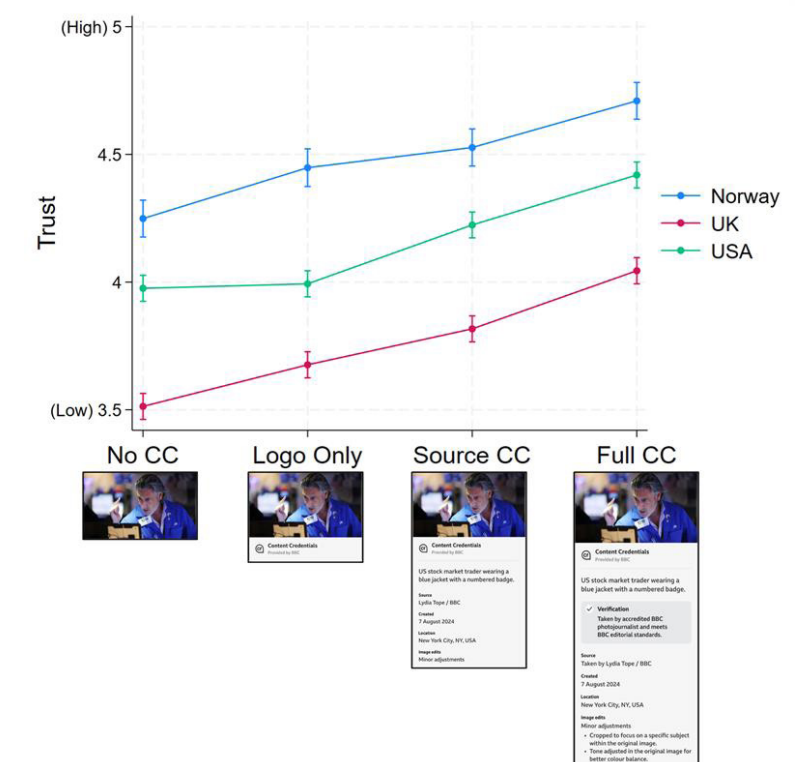 (High) 5
4.5
Trust
4
(Low) 3.5
Norway
UK
USA
No CC
Logo Only
Source CC
Full CC
Content Credentials
Provided by BBC
Content Credentials
Provided by BBC
US stock market trader wearing a
blue jacket with a numbered badge.
Source
Lydia Tope / BBC
Created
7 August 2024
Location
New York City, NY, USA
Image edits
Minor adjustments
Content Credentials
Provided by BBC
US stock market trader wearing a
blue jacket with a numbered badge.
Verification
Taken by accredited BBC
photojournalist and meets
BBC editorial standards.
Source
Taken by Lydia Tope / BBC
Created
7 August 2024
Location
New York City, NY, USA
Image edits
Minor adjustments
• Cropped to focus on a specific subject
within the original image.
• Tone adjusted in the original image for
better colour balance.